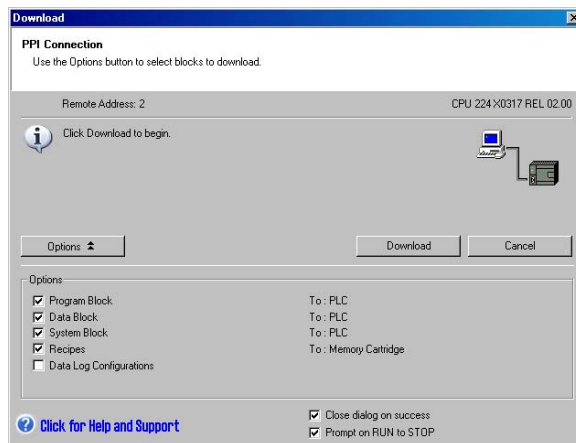 Download
PPI Connection
Use the Options button to select blocks to download.
Remote Address: 2
CPU 224 X0317 REL 02.00
Click Download to begin.
Options
Download
Cancel
Options
Program Block
To : PLC
Data Block
To : PLC
System Block
To : PLC
Recipes
To : Memory Cartridge
Data Log Configurations
Click for Help and Support
Close dialog on success
Prompt on RUN to STOP